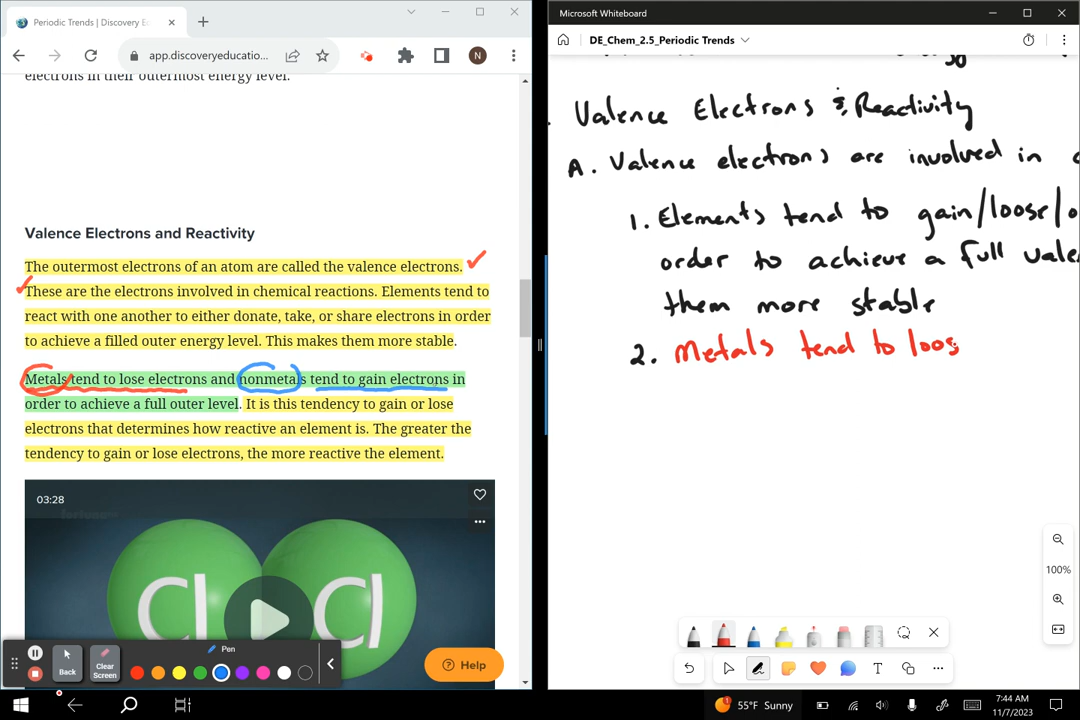 Periodic Trends | Discovery Ed
app.discoveryeducatio...
N
electrons in their outermost energy level.
Valence Electrons and Reactivity
The outermost electrons of an atom are called the valence electrons.
These are the electrons involved in chemical reactions. Elements tend to
react with one another to either donate, take, or share electrons in order
to achieve a filled outer energy level. This makes them more stable.
Metals tend to lose electrons and nonmetals tend to gain electrons in
order to achieve a full outer level. It is this tendency to gain or lose
electrons that determines how reactive an element is. The greater the
tendency to gain or lose electrons, the more reactive the element.
03:28
Cl Cl
Pen
Back
Clear
Screen
Help
Microsoft Whiteboard
DE_Chem_2.5_Periodic Trends
Valence Electrons & Reactivity
A. Valence electrons are involved in
1. Elements tend to gain/loose/
order to achieve a full vale
them more stable
2. Metals tend to loos
100%
T
1
55°F Sunny
7:44 AM
11/7/2023